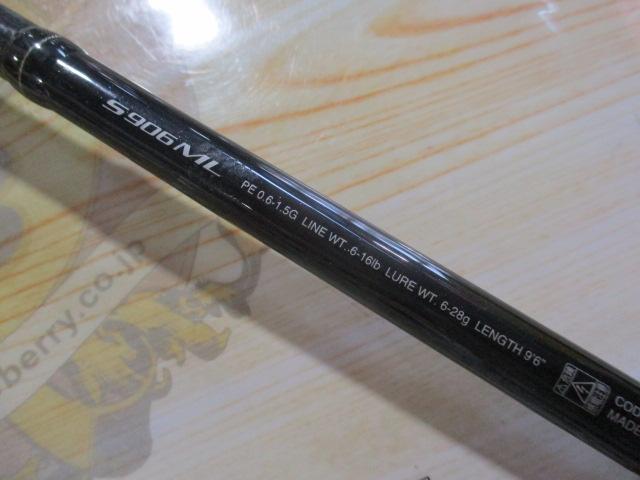 S906ML
PE 0.6-1.5G LINE WT. 6-16lb LURE WT. 6-28g LENGTH 9'6"
COD
MADE
berry.co.jp